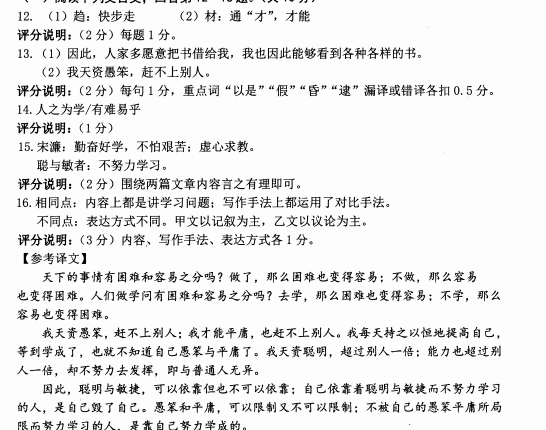 12. （1）趋：快步走　　（2）材：通“才”，才能
评分说明：（2 分）每题 1 分。
13. （1）因此，人家多愿意把书借给我，我也因此能够看到各种各样的书。
（2）我天资愚笨，赶不上别人。
评分说明：（2 分）每句 1 分，重点词“以是”“假”“昏”“逮”漏译或错译各扣 0.5 分。
14. 人之为学/有难易乎
评分说明：（1 分）
15. 宋濂：勤奋好学，不怕艰苦；虚心求教。
聪与敏者：不努力学习。
评分说明：（2 分）围绕两篇文章内容言之有理即可。
16. 相同点：内容上都是讲学习问题；写作手法上都运用了对比手法。
不同点：表达方式不同。甲文以记叙为主，乙文以议论为主。
评分说明：（3 分）内容、写作手法、表达方式各 1 分。
【参考译文】
天下的事情有困难和容易之分吗？做了，那么困难也变得容易；不做，那么容易
也变得困难。人们做学问有困难和容易之分吗？去学，那么困难也变得容易；不学，那么
容易也变得困难。
我天资愚笨，赶不上别人；我才能平庸，也赶不上别人。我每天持之以恒地提高自己，
等到学成了，也就不知道自己愚笨与平庸了。我天资聪明，超过别人一倍；能力也超过别
人一倍，却不努力去发挥，即与普通人无异。
因此，聪明与敏捷，可以依靠但也不可以依靠；自己依靠着聪明与敏捷而不努力学习
的人，是自己毁了自己。愚笨和平庸，可以限制又不可以限制；不被自己的愚笨平庸所局
限而努力学习的人，是靠自己努力学成的。